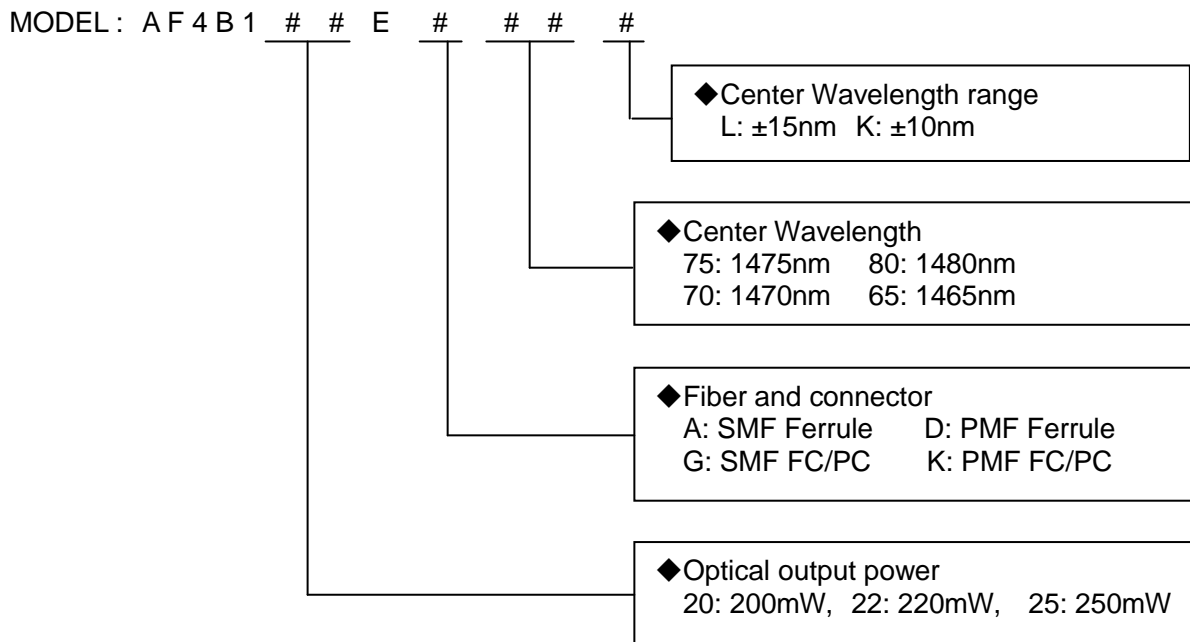 MODEL : A F 4 B 1 # # E # # # #
◆Center Wavelength range
L: ±15nm K: ±10nm
◆Center Wavelength
75: 1475nm 80: 1480nm
70: 1470nm 65: 1465nm
◆Fiber and connector
A: SMF Ferrule D: PMF Ferrule
G: SMF FC/PC K: PMF FC/PC
◆Optical output power
20: 200mW, 22: 220mW, 25: 250mW